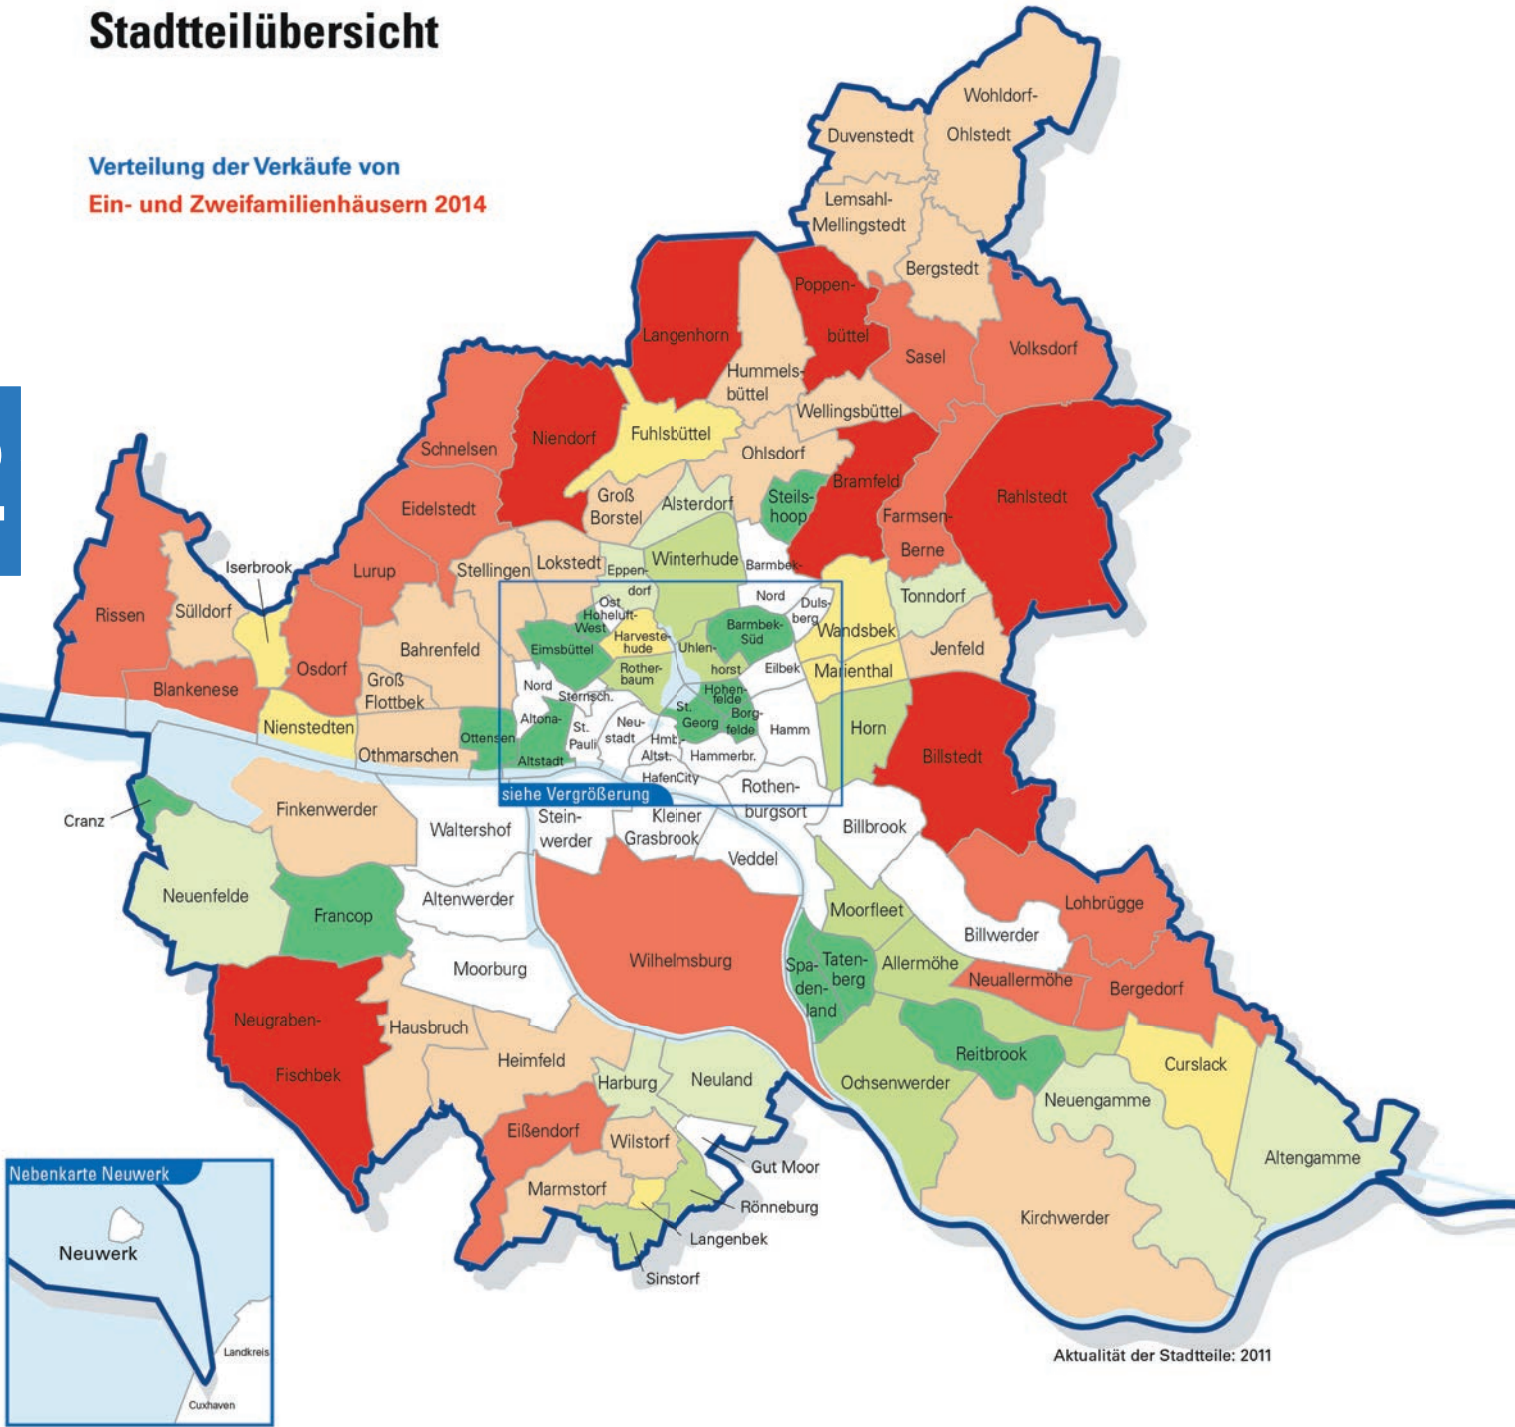 Stadtteilübersicht
Verteilung der Verkäufe von
Ein- und Zweifamilienhäusern 2014
Wohldorf-
Ohlstedt
Duvenstedt
Lemsahl-
Mellingstedt
Bergstedt
Poppen-
büttel
Langenhorn
Sasel
Volksdorf
Hummels-
büttel
Wellingsbüttel
Schnelsen
Niendorf
Fuhlsbüttel
Ohlsdorf
Bramfeld
Rahlstedt
Eidelstedt
Groß
Borstel
Alsterdorf
Steils-
hoop
Farmsen-
Berne
Iserbrook
Lurup
Stellingen
Lokstedt
Eppen-
dorf
Winterhude
Barmbek-
Nord
Duls-
berg
Tonndorf
Rissen
Sülldorf
Ost
Hoheluft-
West
Harveste-
hude
Uhlen-
horst
Barmbek-
Süd
Wandsbek
Jenfeld
Osdorf
Bahrenfeld
Eimsbüttel
Rother-
baum
Eilbek
Marienthal
Blankenese
Groß
Flottbek
Nord
Sternsch.
Hohen-
felde
Nienstedten
Othmarschen
Ottensen
Altona-
Altstadt
St.
Pauli
Neu-
stadt
Hmb.-
Altst.
St.
Georg
Borg-
felde
Hammerbr.
Hamm
Horn
Billstedt
HafenCity
siehe Vergrößerung
Rothen-
burgsort
Cranz
Finkenwerder
Waltershof
Stein-
werder
Kleiner
Grasbrook
Veddel
Billbrook
Neuenfelde
Francop
Altenwerder
Moorfleet
Lohbrügge
Billwerder
Moorburg
Wilhelmsburg
Spa-
den-
land
Taten-
berg
Allermöhe
Neuallermöhe
Bergedorf
Neugraben-
Fischbek
Hausbruch
Heimfeld
Harburg
Neuland
Ochsenwerder
Reitbrook
Curslack
Neuengamme
Eißendorf
Wilstorf
Gut Moor
Altengamme
Marmstorf
Rönneburg
Langenbek
Kirchwerder
Sinstorf
Nebenkarte Neuwerk
Neuwerk
Landkreis
Cuxhaven
Aktualität der Stadtteile: 2011